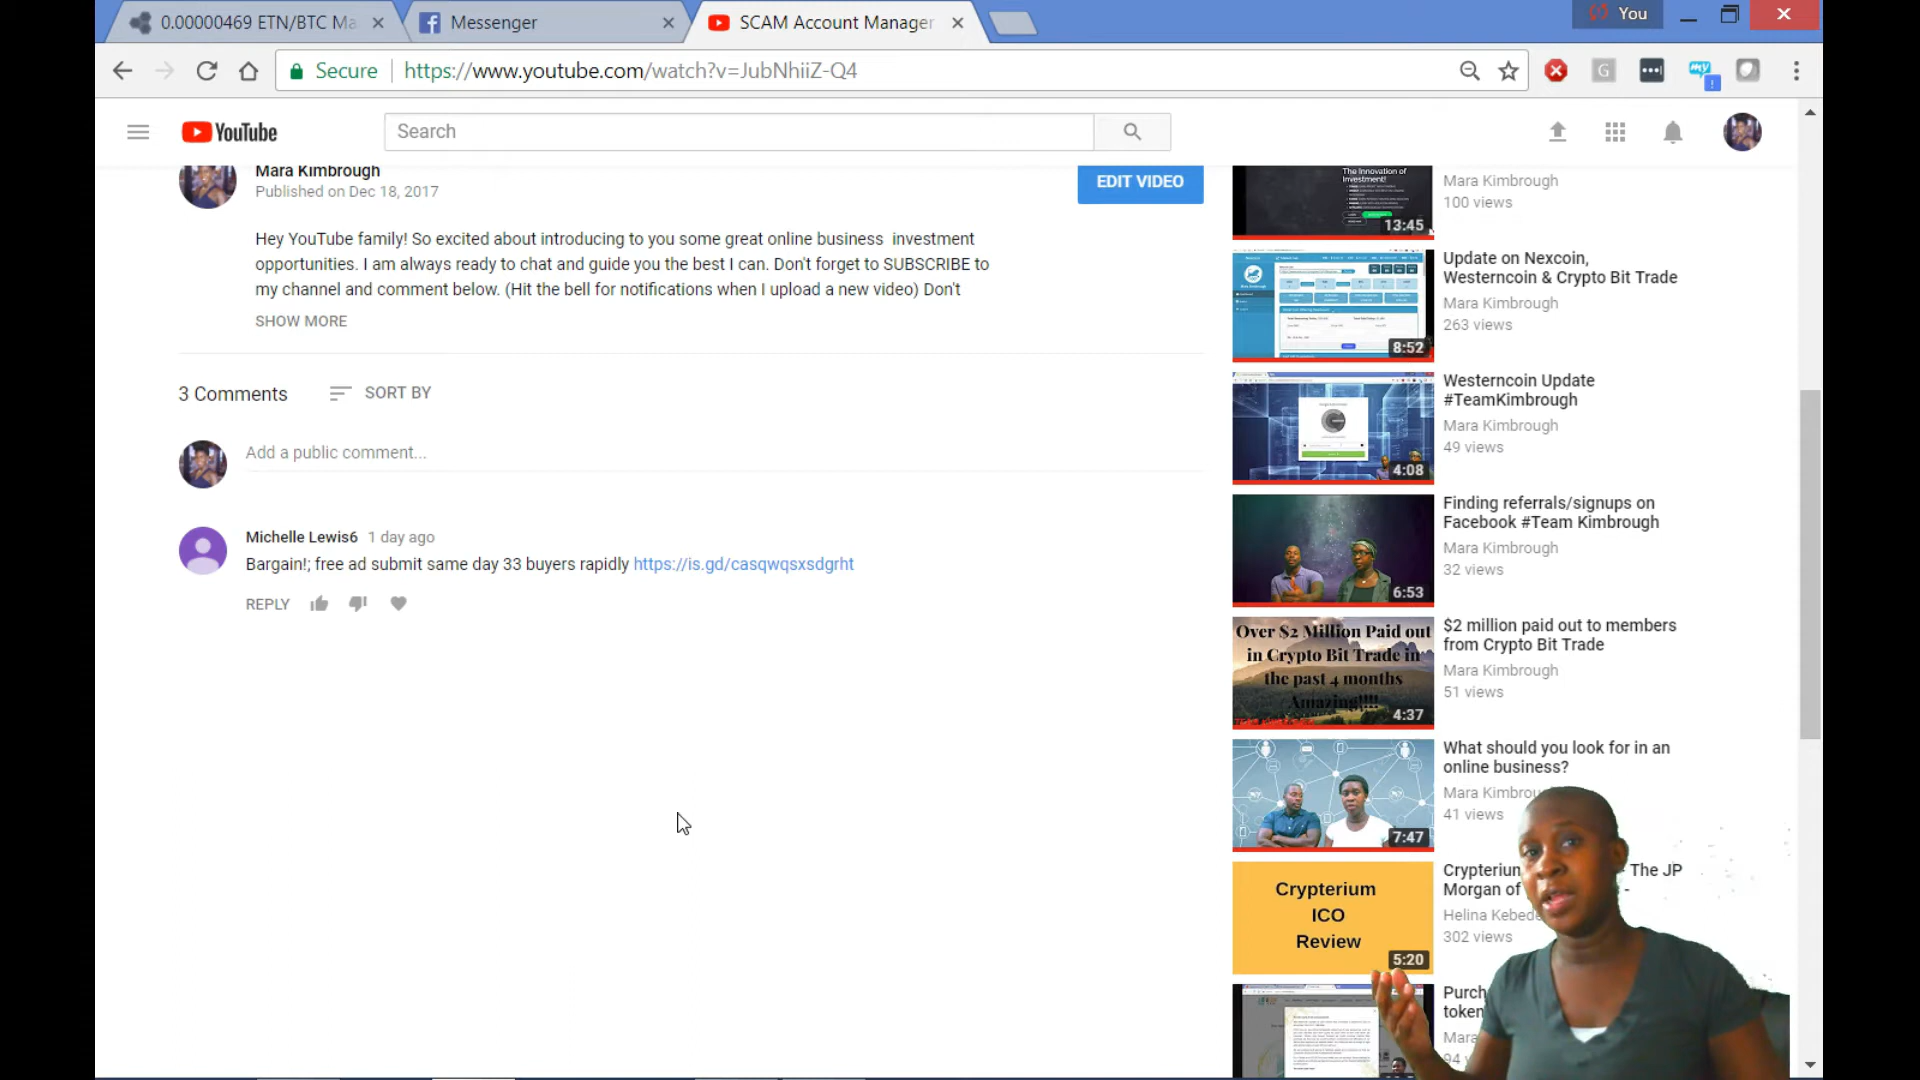 0.00000469 ETN/BTC Ma
Messenger
SCAM Account Manager
You
Secure
https://www.youtube.com/watch?v=JubNhiiZ-Q4
G
my
YouTube
Search
Mara Kimbrough
Published on Dec 18, 2017
EDIT VIDEO
Hey YouTube family! So excited about introducing to you some great online business investment
opportunities. I am always ready to chat and guide you the best I can. Don't forget to SUBSCRIBE to
my channel and comment below. (Hit the bell for notifications when I upload a new video) Don't
SHOW MORE
3 Comments
SORT BY
Add a public comment...
Michelle Lewis6 1 day ago
Bargain!; free ad submit same day 33 buyers rapidly https://is.gd/casqwqsxsdgrht
REPLY
The Innovation of
Investment!
13:45
Mara Kimbrough
100 views
8:52
Update on Nexcoin,
Westerncoin & Crypto Bit Trade
Mara Kimbrough
263 views
4:08
Westerncoin Update
#TeamKimbrough
Mara Kimbrough
49 views
6:53
Finding referrals/signups on
Facebook #Team Kimbrough
Mara Kimbrough
32 views
Over $2 Million Paid out
in Crypto Bit Trade in
the past 4 months
Amazing!!!!
4:37
$2 million paid out to members
from Crypto Bit Trade
Mara Kimbrough
51 views
7:47
What should you look for in an
online business?
Mara Kimbrou
41 views
Crypterium
ICO
Review
5:20
Crypteriun The JP
Morgan of -
Helina Kebede
302 views
Purch
token
Mara
94 v